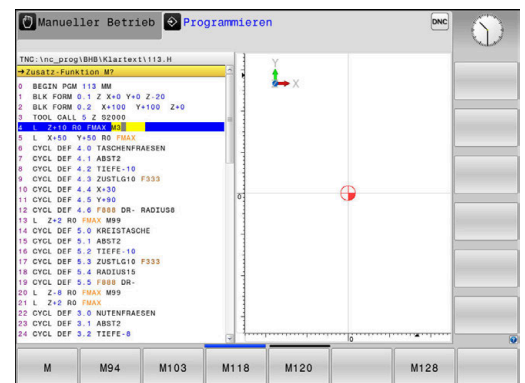 Manueller Betrieb
Programmieren
DNC
TNC:\nc_prog\BHB\Klartext\113.H
→Zusatz-Funktion M?
0 BEGIN PGM 113 MM
1 BLK FORM 0.1 Z X+0 Y+0 Z-20
2 BLK FORM 0.2 X+100 Y+100 Z+0
3 TOOL CALL 5 Z S2000
4 L Z+10 R0 FMAX M3
5 L X+50 Y+50 R0 FMAX
6 CYCL DEF 4.0 TASCHENFRAESEN
7 CYCL DEF 4.1 ABST2
8 CYCL DEF 4.2 TIEFE-10
9 CYCL DEF 4.3 ZUSTLG10 F333
10 CYCL DEF 4.4 X+30
11 CYCL DEF 4.5 Y+90
12 CYCL DEF 4.6 F888 DR- RADIUS8
13 L Z+2 R0 FMAX M99
14 CYCL DEF 5.0 KREISTASCHE
15 CYCL DEF 5.1 ABST2
16 CYCL DEF 5.2 TIEFE-10
17 CYCL DEF 5.3 ZUSTLG10 F333
18 CYCL DEF 5.4 RADIUS15
19 CYCL DEF 5.5 F888 DR-
20 L Z-8 R0 FMAX M99
21 L Z+2 R0 FMAX
22 CYCL DEF 3.0 NUTENFRAESEN
23 CYCL DEF 3.1 ABST2
24 CYCL DEF 3.2 TIEFE-8
Y
X
0
0
M M94 M103 M118 M120 M128